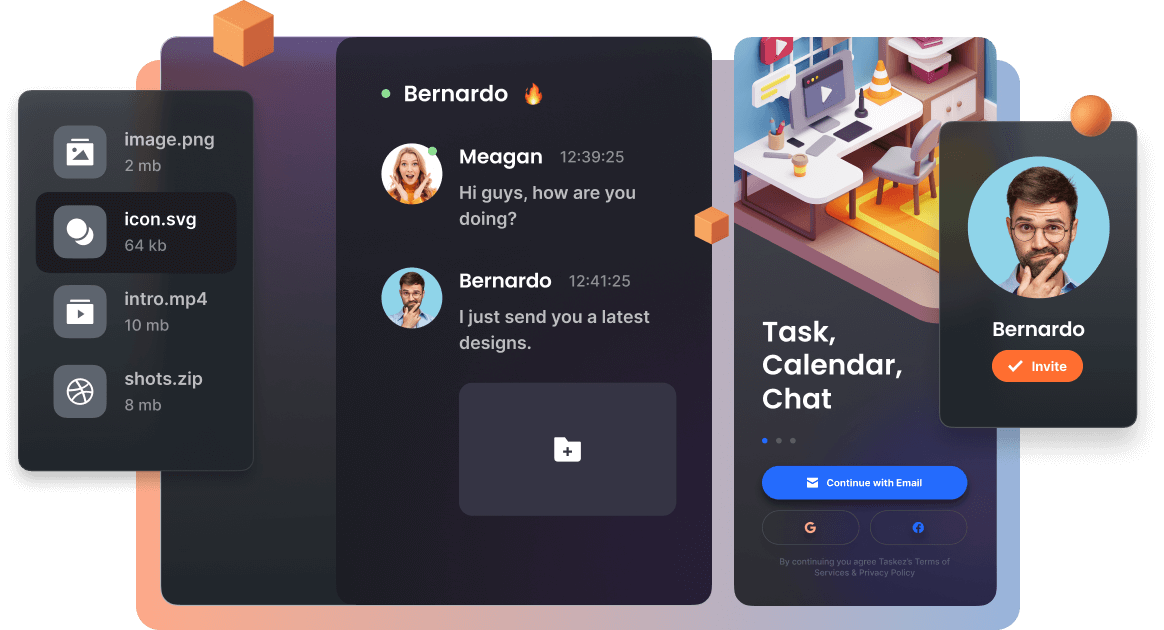 image.png
2 mb
icon.svg
64 kb
intro.mp4
10 mb
shots.zip
8 mb
Bernardo 🔥
Meagan 12:39:25
Hi guys, how are you
doing?
Bernardo 12:41:25
I just send you a latest
designs.
Task,
Calendar,
Chat
Continue with Email
G
f
By continuing you agree Taskez's Terms of
Services & Privacy Policy
Bernardo
Invite